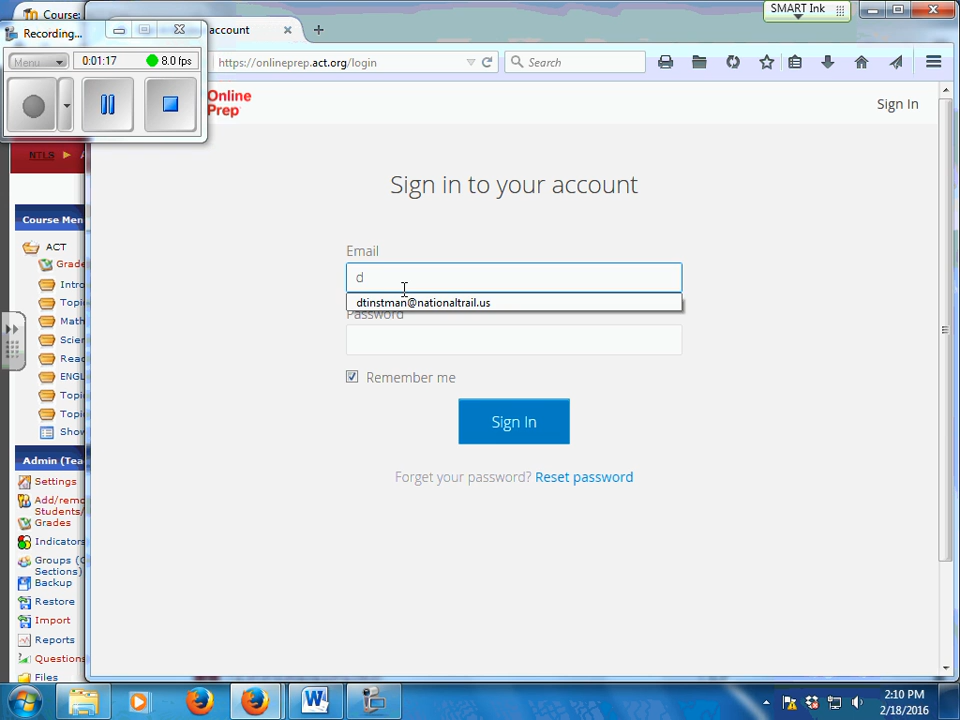 Course:
SMART Ink
Recording...
account
Menu
0:01:17
8.0 fps
https://onlineprep.act.org/login
Search
Online
Prep
Sign In
NTLS
Sign in to your account
Course Men
ACT
Grade
Intro
Topi
Math
Scien
Read
ENGL
Topi
Topi
Show
Email
d
dtinstman@nationaltrail.us
Password
Remember me
Sign In
Forget your password? Reset password
Admin (Tea
Settings
Add/remo
Students/
Grades
Indicators
Groups (C
Sections)
Backup
Restore
Import
Reports
Questions
Files
2:10 PM
2/18/2016